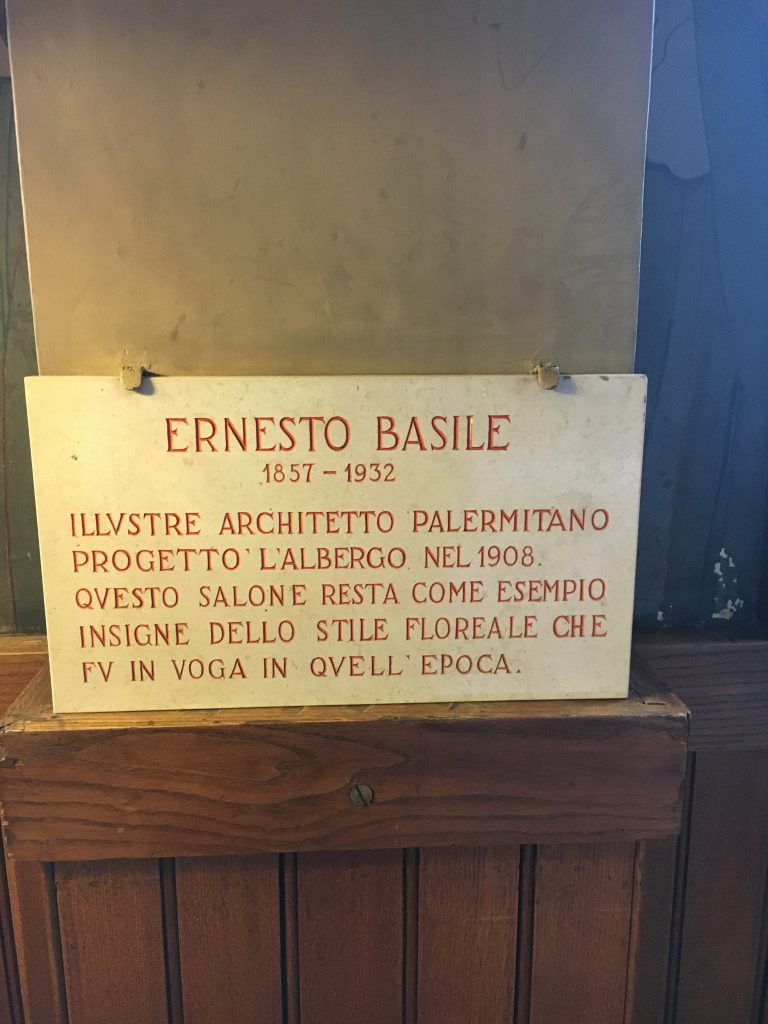 ERNESTO BASILE
1857 – 1932
ILLVSTRE ARCHITETTO PALERMITANO
PROGETTO' L'ALBERGO NEL 1908.
QVESTO SALONE RESTA COME ESEMPIO
INSIGNE DELLO STILE FLOREALE CHE
FV IN VOGA IN QVELL' EPOCA.